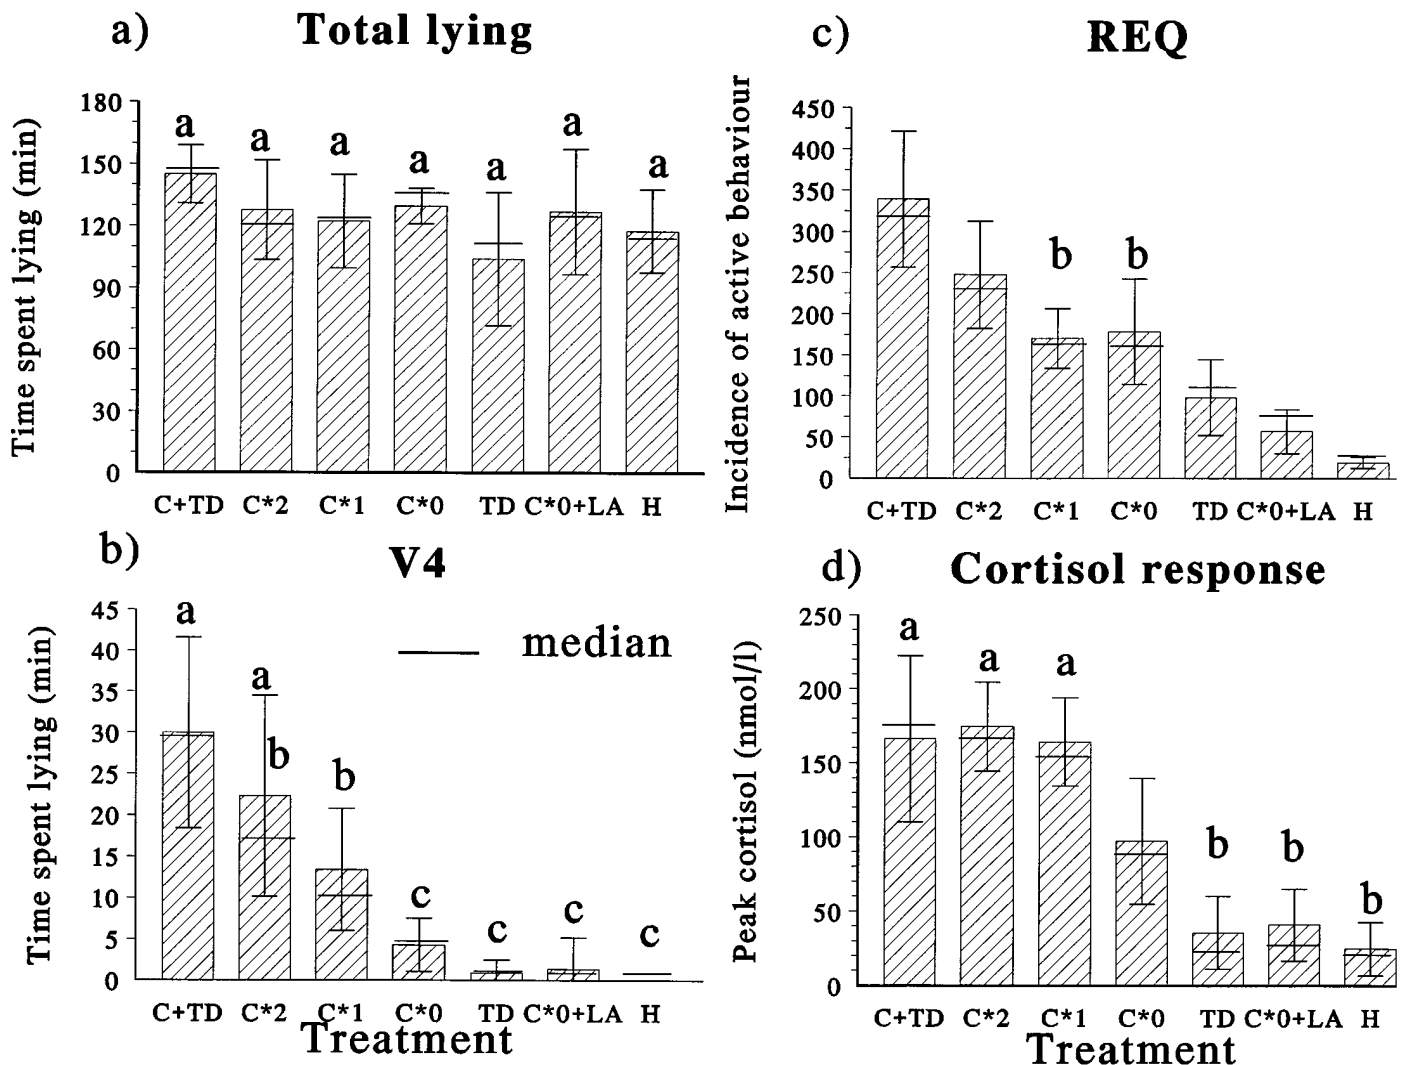 a) Total lying
Time spent lying (min)
180
150
120
90
60
30
0
a a a a a a a
C+TD C*2 C*1 C*0 TD C*0+LA H
b) V4
Time spent lying (min)
45
40
35
30
25
20
15
10
5
0
median
a a b b c c c c
C+TD C*2 C*1 C*0 TD C*0+LA H
Treatment
c) REQ
Incidence of active behaviour
450
400
350
300
250
200
150
100
50
0
b b
C+TD C*2 C*1 C*0 TD C*0+LA H
d) Cortisol response
Peak cortisol (nmol/l)
250
200
150
100
50
0
a a a b b b
C+TD C*2 C*1 C*0 TD C*0+LA H
Treatment